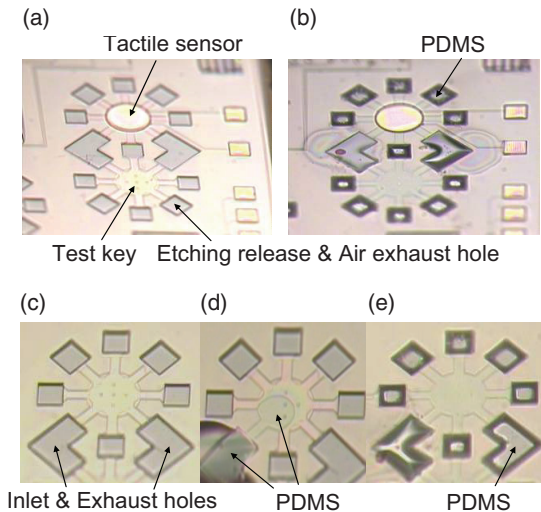 (a)
(b)
Tactile sensor
PDMS
Test key
Etching release & Air exhaust hole
(c)
(d)
(e)
Inlet & Exhaust holes
PDMS
PDMS